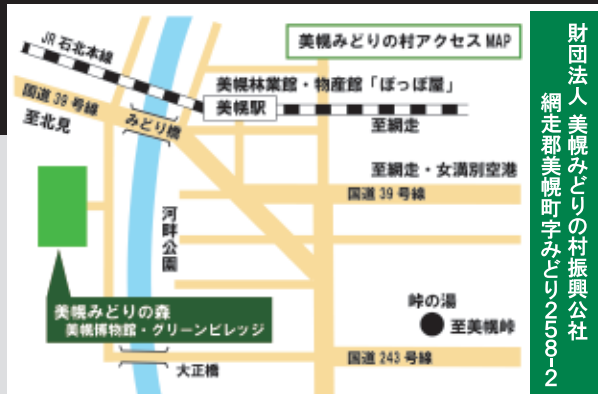 美幌みどりの村アクセスMAP
JR石北本線
美幌林業館・物産館「ぽっぽ屋」
国道39号線
美幌駅
至北見
みどり橋
至網走
至網走・女満別空港
国道39号線
河畔公園
美幌みどりの森
美幌博物館・グリーンビレッジ
峠の湯
至美幌峠
国道243号線
大正橋
財団法人 美幌みどりの村振興公社
網走郡美幌町字みどり258-2